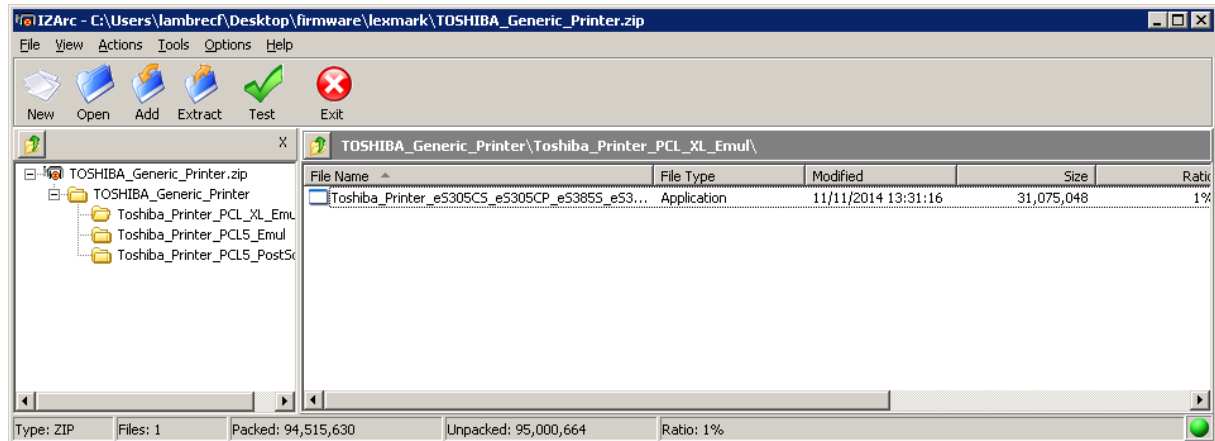 IZArc - C:\Users\lambrecf\Desktop\firmware\lexmark\TOSHIBA_Generic_Printer.zip
File View Actions Tools Options Help
New Open Add Extract Test Exit
X TOSHIBA_Generic_Printer\Toshiba_Printer_PCL_XL_Emul\
TOSHIBA_Generic_Printer.zip
TOSHIBA_Generic_Printer
Toshiba_Printer_PCL_XL_Emu
Toshiba_Printer_PCL5_Emul
Toshiba_Printer_PCL5_PostSc
File Name File Type Modified Size Ratio
Toshiba_Printer_eS305CS_eS305CP_eS385S_eS3... Application 11/11/2014 13:31:16 31,075,048 1%
Type: ZIP Files: 1 Packed: 94,515,630 Unpacked: 95,000,664 Ratio: 1%